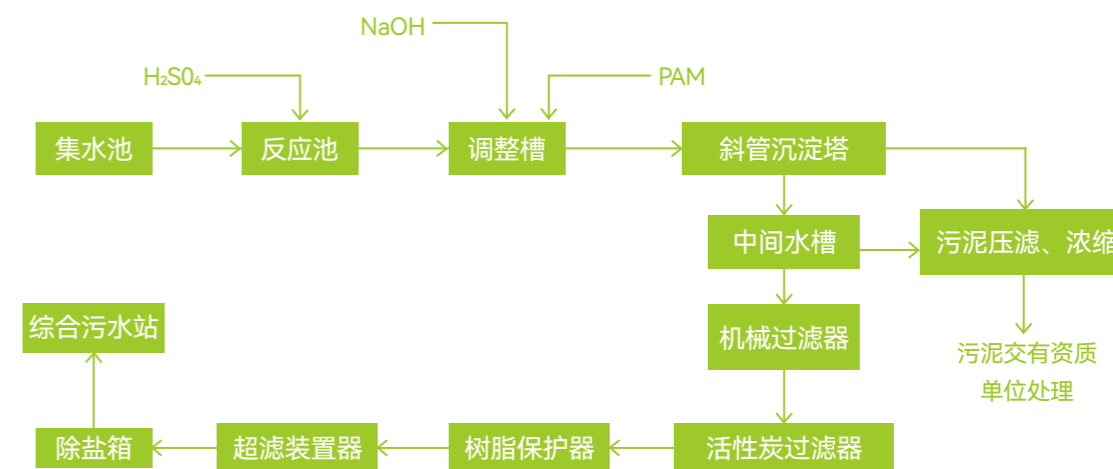 NaOH
H₂S0₄
PAM
集水池
反应池
调整槽
斜管沉淀塔
中间水槽
污泥压滤、浓缩
综合污水站
机械过滤器
污泥交有资质
单位处理
除盐箱
超滤装置器
树脂保护器
活性炭过滤器